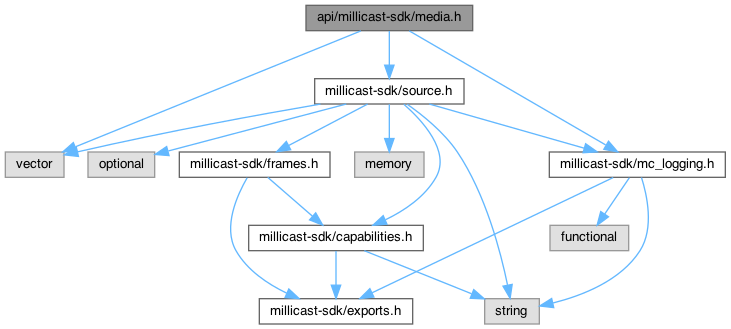 api/millicast-sdk/media.h
millicast-sdk/source.h
vector
optional
millicast-sdk/frames.h
memory
millicast-sdk/mc_logging.h
millicast-sdk/capabilities.h
functional
millicast-sdk/exports.h
string